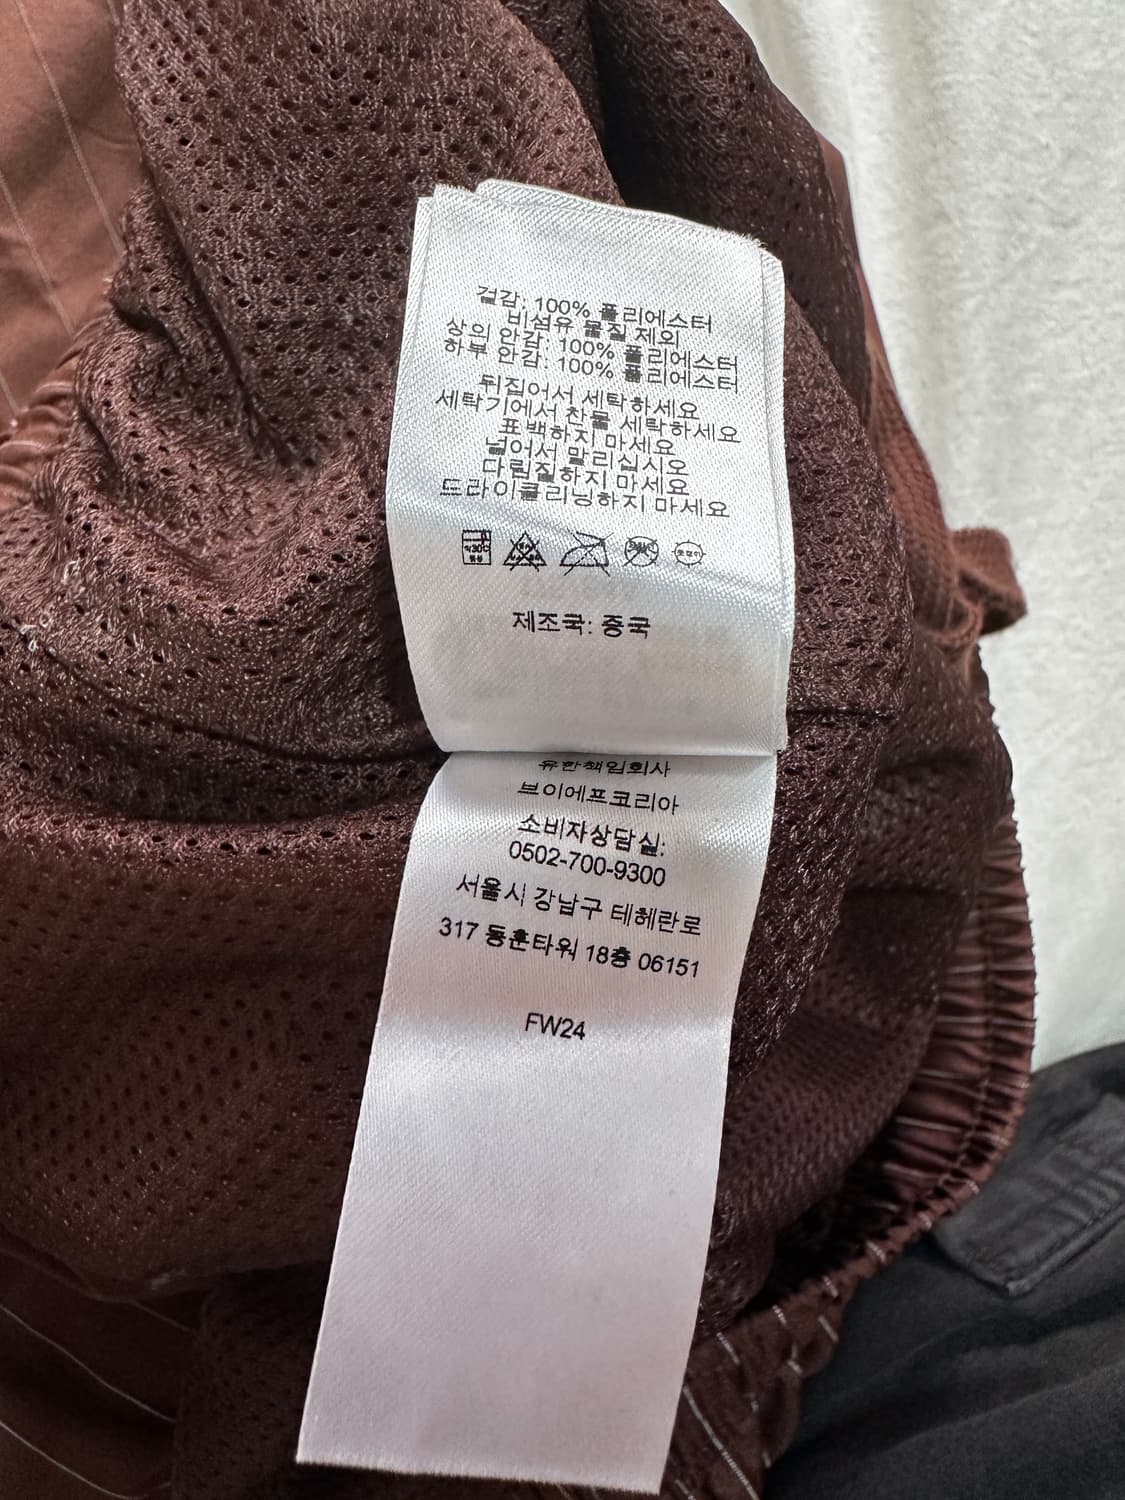 겉감: 100% 폴리에스터
비섬유 물질 제외
상의 안감: 100% 폴리에스터
하부 안감: 100% 폴리에스터
뒤집어서 세탁하세요
세탁기에서 찬물 세탁하세요
표백하지 마세요
널어서 말리십시오
다림질하지 마세요
드라이클리닝하지 마세요
약30℃
제조국: 중국
유한책임회사
브이에프코리아
소비자상담실:
0502-700-9300
서울시 강남구 테헤란로
317 동훈타워 18층 06151
FW24